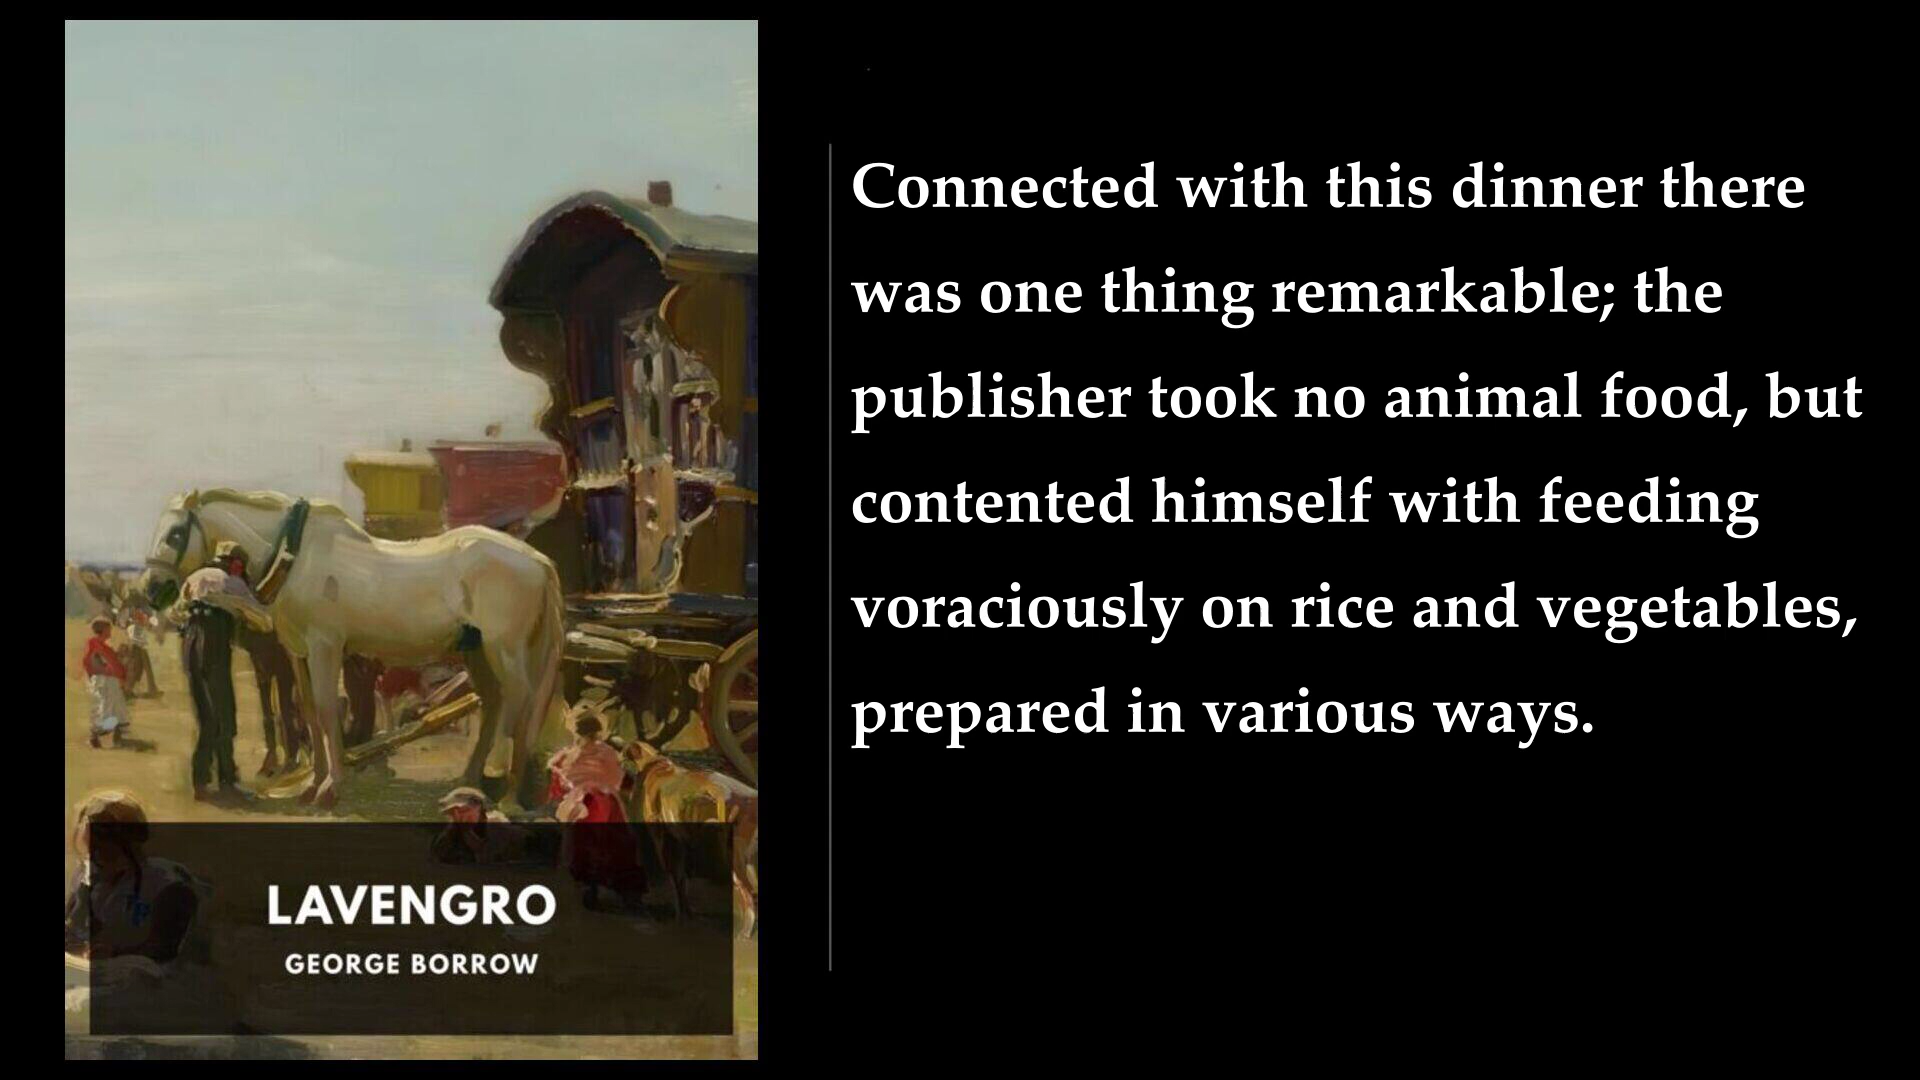 Connected with this dinner there
was one thing remarkable; the
publisher took no animal food, but
contented himself with feeding
voraciously on rice and vegetables,
prepared in various ways.
LAVENGRO
GEORGE BORROW